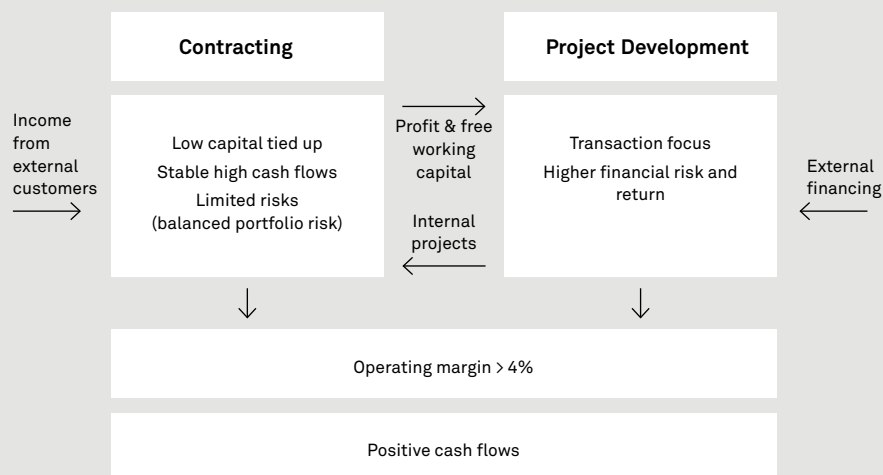 Contracting
Project Development
Income
from
external
customers
Low capital tied up
Stable high cash flows
Limited risks
(balanced portfolio risk)
Profit & free
working
capital
Internal
projects
Transaction focus
Higher financial risk and
return
External
financing
Operating margin > 4%
Positive cash flows